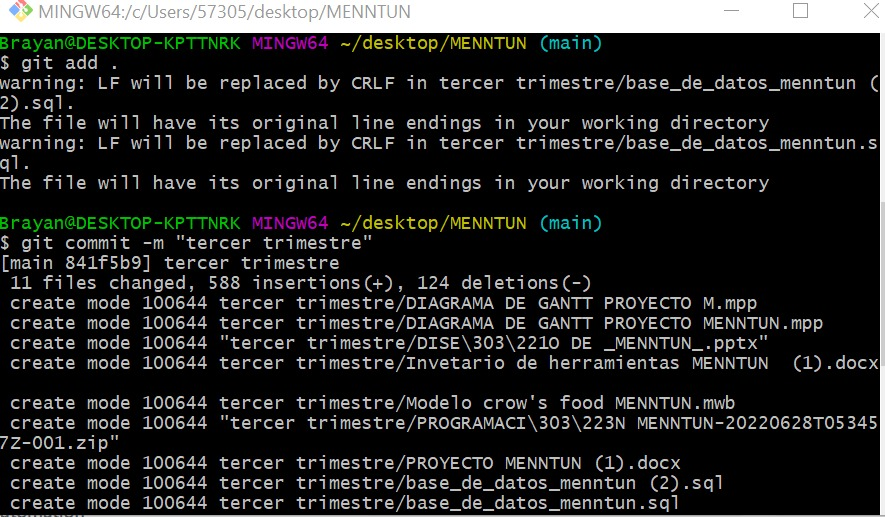 MINGW64:/c/Users/57305/desktop/MENNTUN
Brayan@DESKTOP-KPTTNRK MINGW64 ~/desktop/MENNTUN (main)
$ git add .
warning: LF will be replaced by CRLF in tercer trimestre/base_de_datos_menntun (
2).sql.
The file will have its original line endings in your working directory
warning: LF will be replaced by CRLF in tercer trimestre/base_de_datos_menntun.s
ql.
The file will have its original line endings in your working directory
Brayan@DESKTOP-KPTTNRK MINGW64 ~/desktop/MENNTUN (main)
$ git commit -m "tercer trimestre"
[main 841f5b9] tercer trimestre
 11 files changed, 588 insertions(+), 124 deletions(-)
 create mode 100644 tercer trimestre/DIAGRAMA DE GANTT PROYECTO M.mpp
 create mode 100644 tercer trimestre/DIAGRAMA DE GANTT PROYECTO MENNTUN.mpp
 create mode 100644 "tercer trimestre/DISE\303\221O DE _MENNTUN_.pptx"
 create mode 100644 tercer trimestre/Invetario de herramientas MENNTUN  (1).docx
 create mode 100644 tercer trimestre/Modelo crow's food MENNTUN.mwb
 create mode 100644 "tercer trimestre/PROGRAMACI\303\223N MENNTUN-20220628T05345
7Z-001.zip"
 create mode 100644 tercer trimestre/PROYECTO MENNTUN (1).docx
 create mode 100644 tercer trimestre/base_de_datos_menntun (2).sql
 create mode 100644 tercer trimestre/base_de_datos_menntun.sql